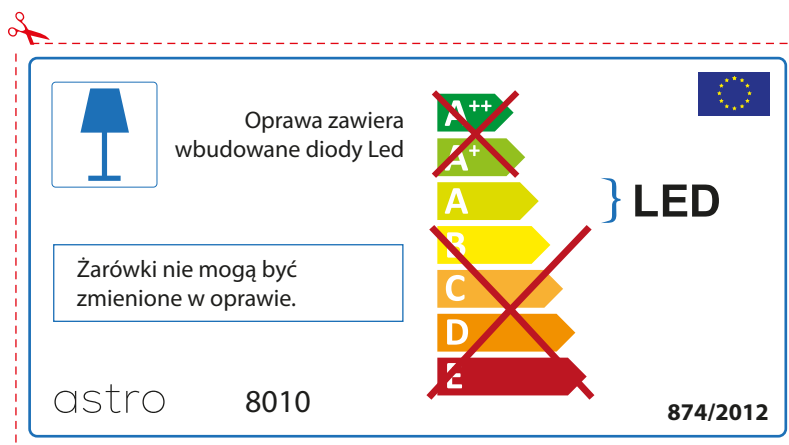 Oprawa zawiera
wbudowane diody Led
A++
A+
A
B
C
D
E
LED
Żarówki nie mogą być
zmienione w oprawie.
astro
8010
874/2012